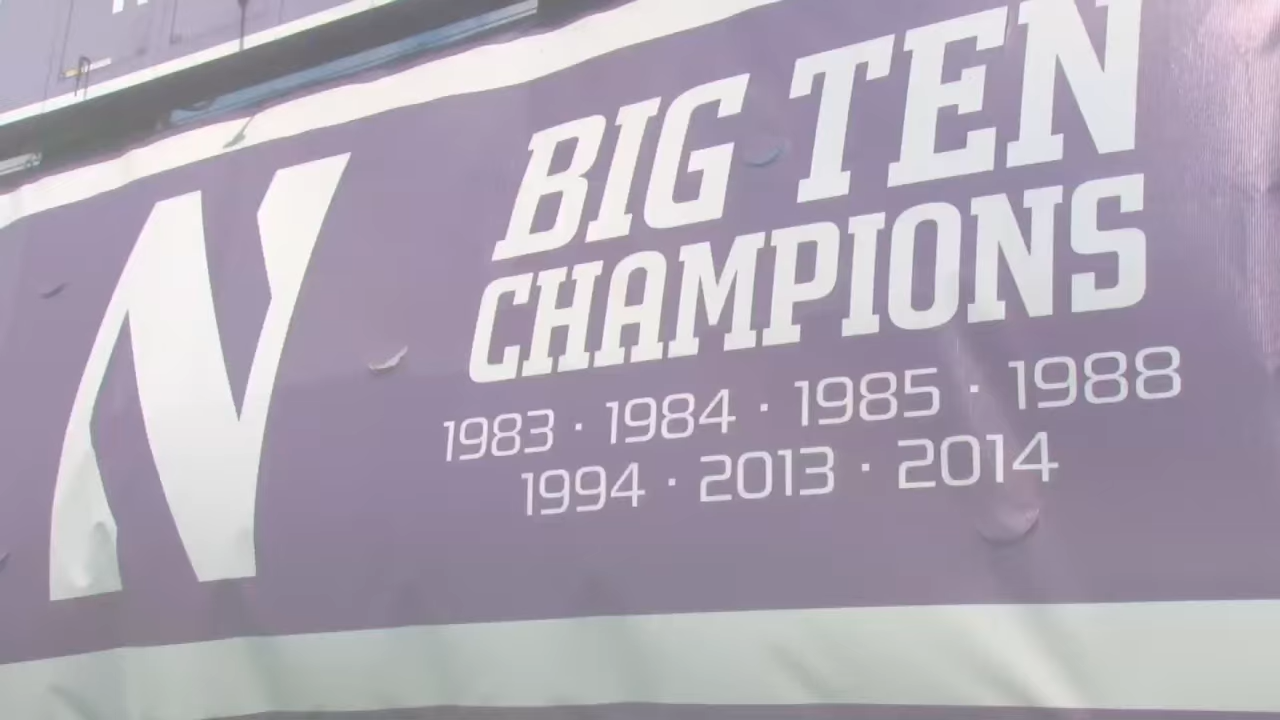 N
BIG TEN
CHAMPIONS
1983 · 1984 · 1985 · 1988
1994 · 2013 · 2014